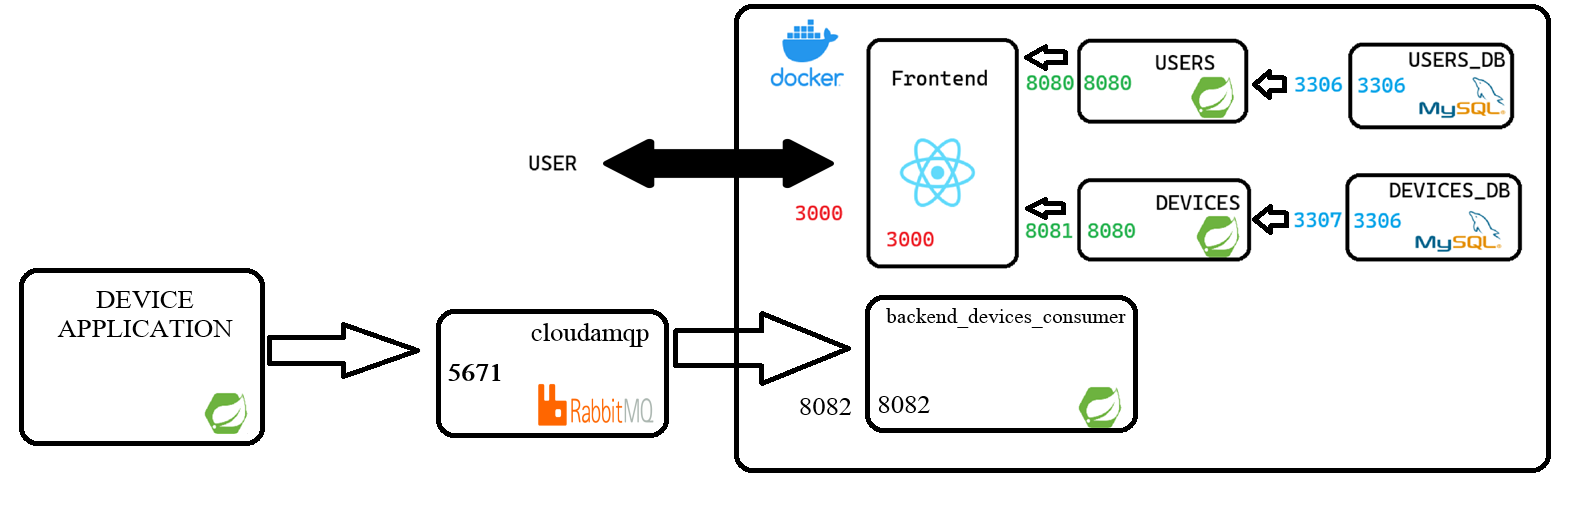 docker
Frontend
3000
3000
USER
8080
8080
USERS
3306
3306
USERS_DB
MySQL
8081
8080
DEVICES
3307
3306
DEVICES_DB
MySQL
DEVICE
APPLICATION
cloudamqp
5671
RabbitMQ
backend_devices_consumer
8082
8082